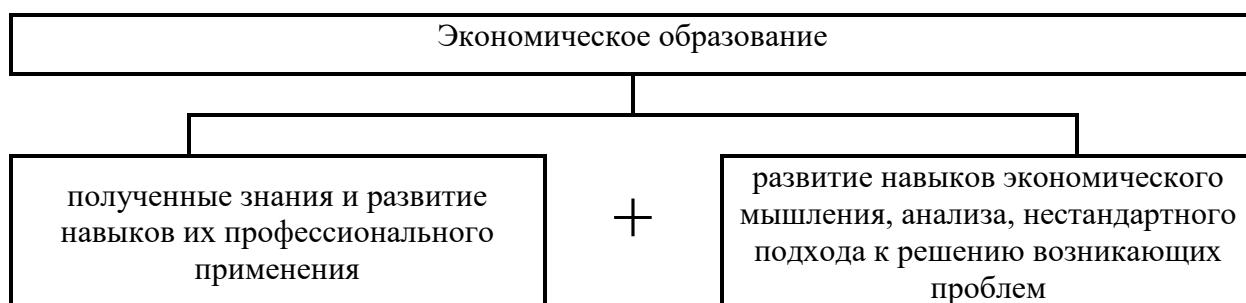 Экономическое образование
полученные знания и развитие
навыков их профессионального
применения
+
развитие навыков экономического
мышления, анализа, нестандартного
подхода к решению возникающих
проблем